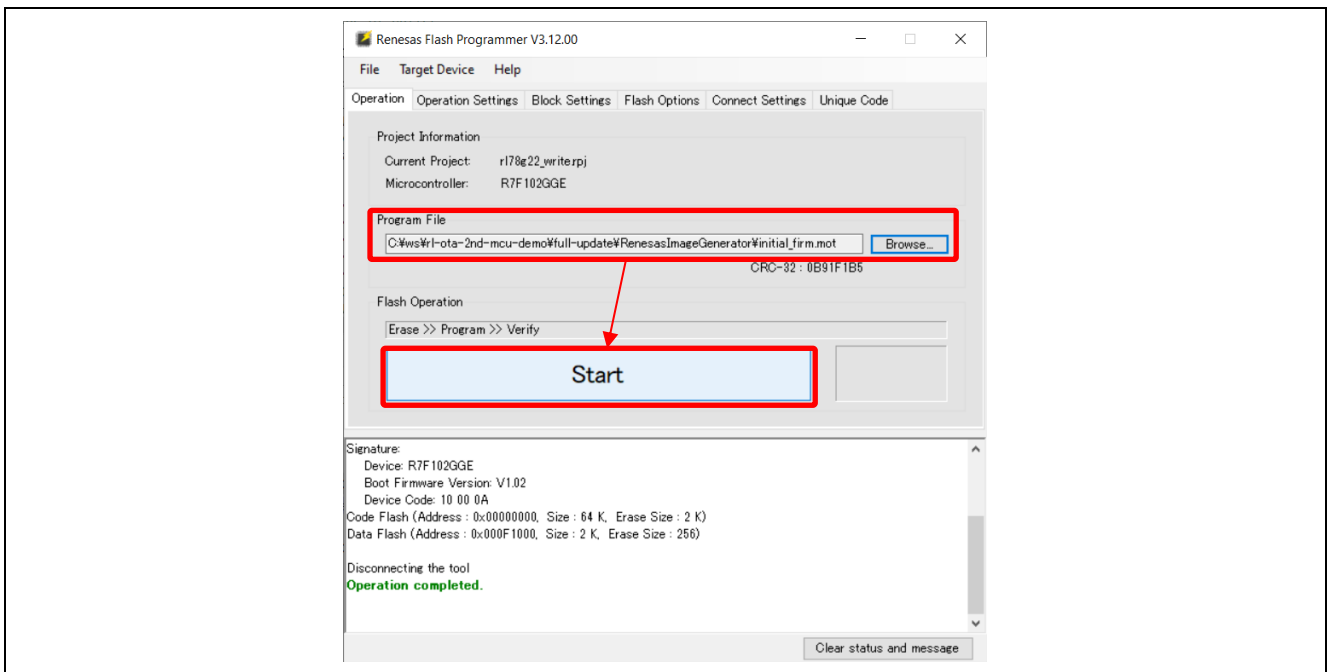 Renesas Flash Programmer V3.12.00
File Target Device Help
Operation Operation Settings Block Settings Flash Options Connect Settings Unique Code
Project Information
Current Project: rl78g22_write.rpj
Microcontroller: R7F102GGE
Program File
C:¥ws¥rl-ota-2nd-mcu-demo¥full-update¥RenesasImageGenerator¥initial_firm.mot Browse...
CRC-32 : 0B91F1B5
Flash Operation
Erase >> Program >> Verify
Start
Signature:
Device: R7F102GGE
Boot Firmware Version: V1.02
Device Code: 10 00 0A
Code Flash (Address : 0x00000000, Size : 64 K, Erase Size : 2 K)
Data Flash (Address : 0x000F1000, Size : 2 K, Erase Size : 256)
Disconnecting the tool
Operation completed.
Clear status and message